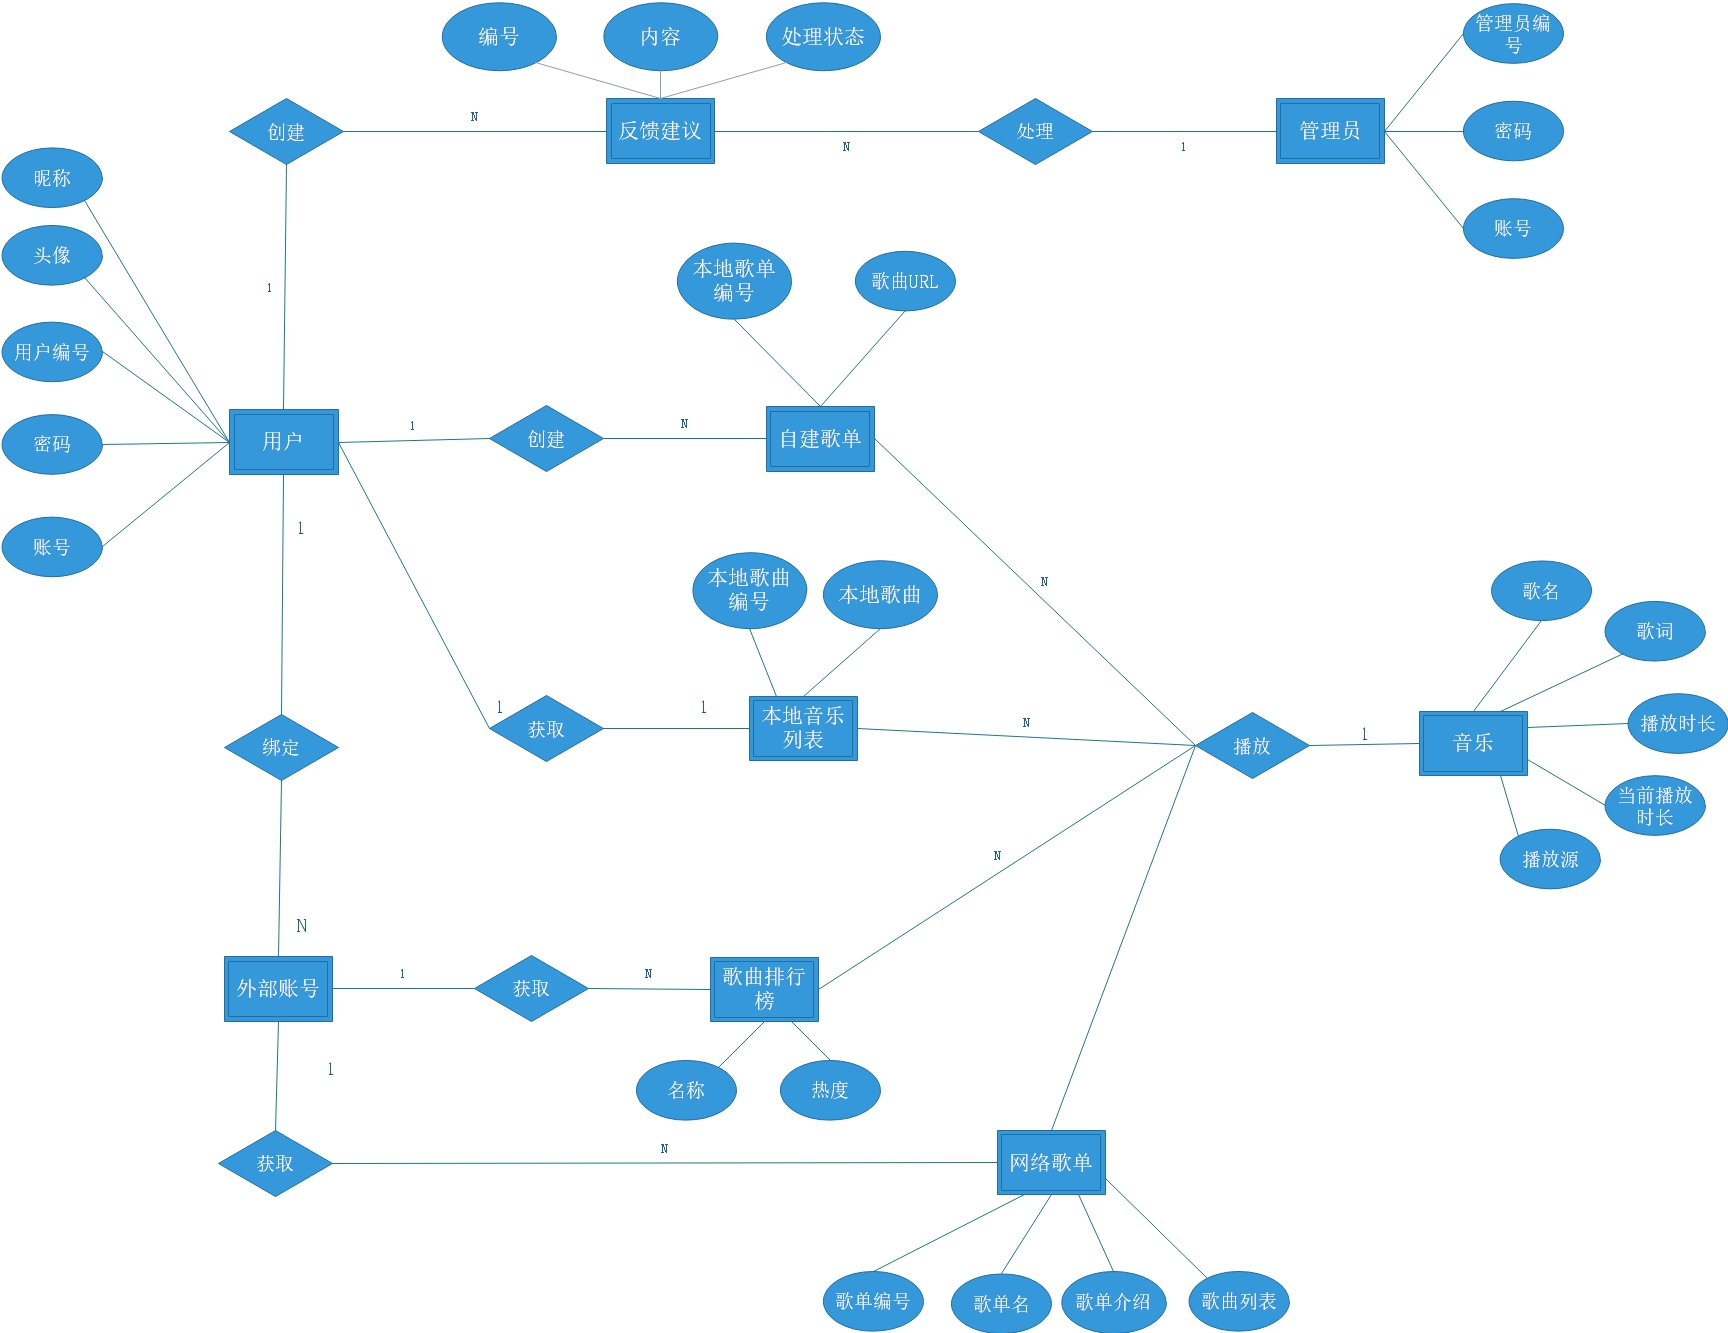 编号
内容
处理状态
管理员编
号
创建
N
反馈建议
N
处理
1
管理员
密码
账号
昵称
头像
用户编号
密码
账号
1
用户
1
创建
N
自建歌单
本地歌单
编号
歌曲URL
1
绑定
N
1
获取
1
本地音乐
列表
本地歌曲
编号
本地歌曲
N
N
N
播放
1
音乐
歌名
歌词
播放时长
当前播放
时长
播放源
外部账号
1
获取
N
歌曲排行
榜
名称
热度
1
获取
N
网络歌单
歌单编号
歌单名
歌单介绍
歌曲列表